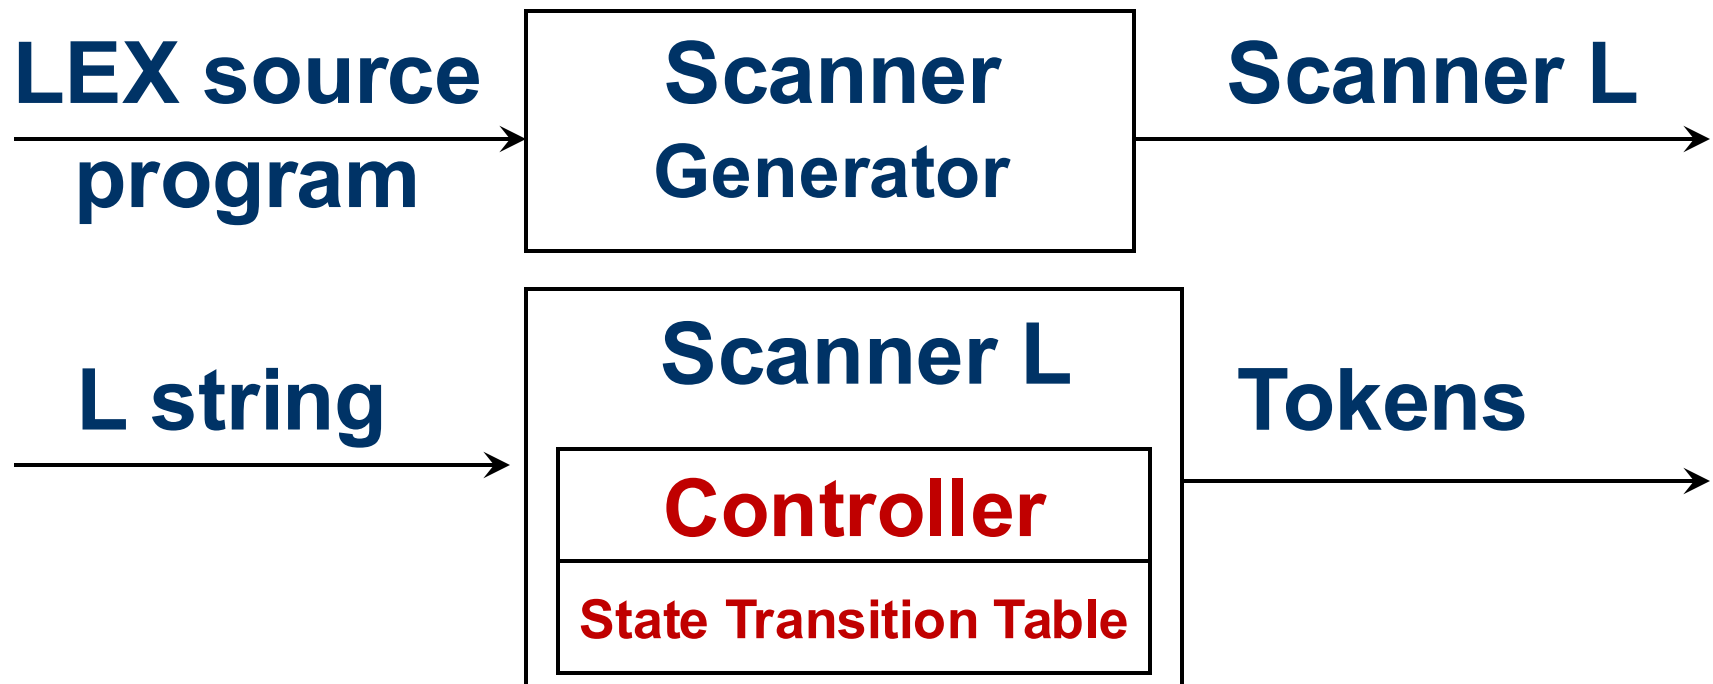 LEX source
program
Scanner
Generator
Scanner L
L string
Scanner L
Controller
State Transition Table
Tokens